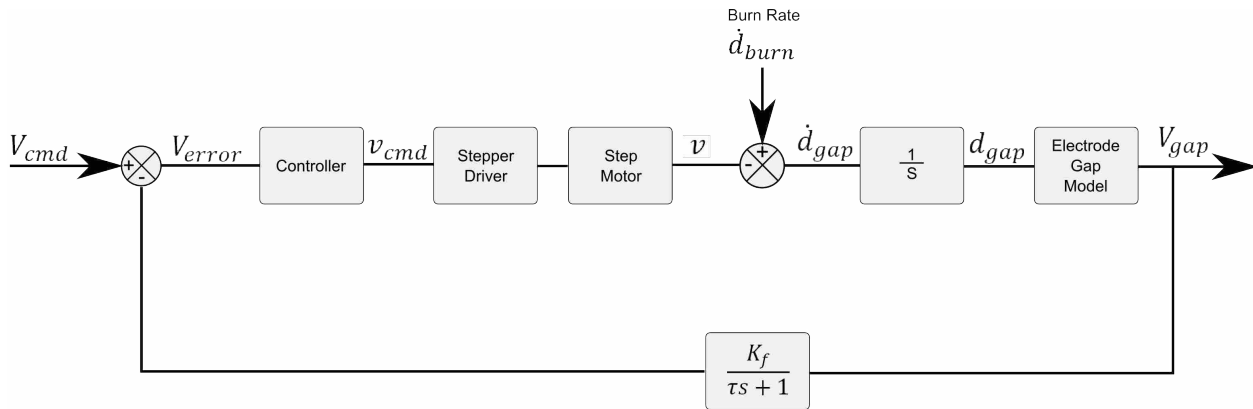 Burn Rate
ḋ_burn
V_cmd
+
-
V_error
Controller
v_cmd
Stepper
Driver
Step
Motor
v
-
+
ḋ_gap
1
S
d_gap
Electrode
Gap
Model
V_gap
K_f
τs + 1